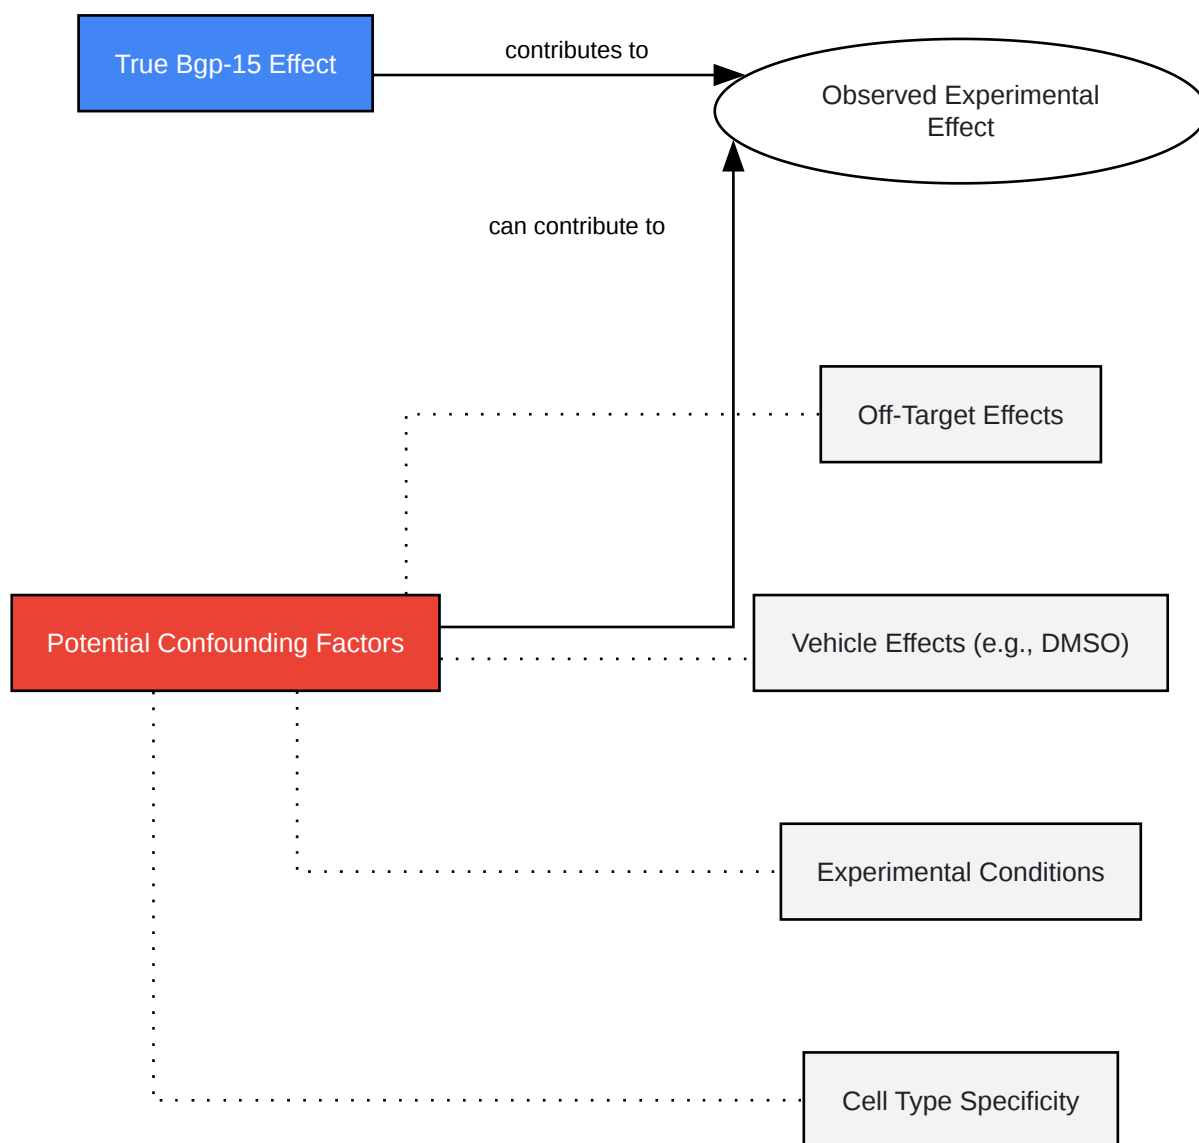 True Bgp-15 Effect
contributes to
Observed Experimental
Effect
can contribute to
Off-Target Effects
Potential Confounding Factors
Vehicle Effects (e.g., DMSO)
Experimental Conditions
Cell Type Specificity